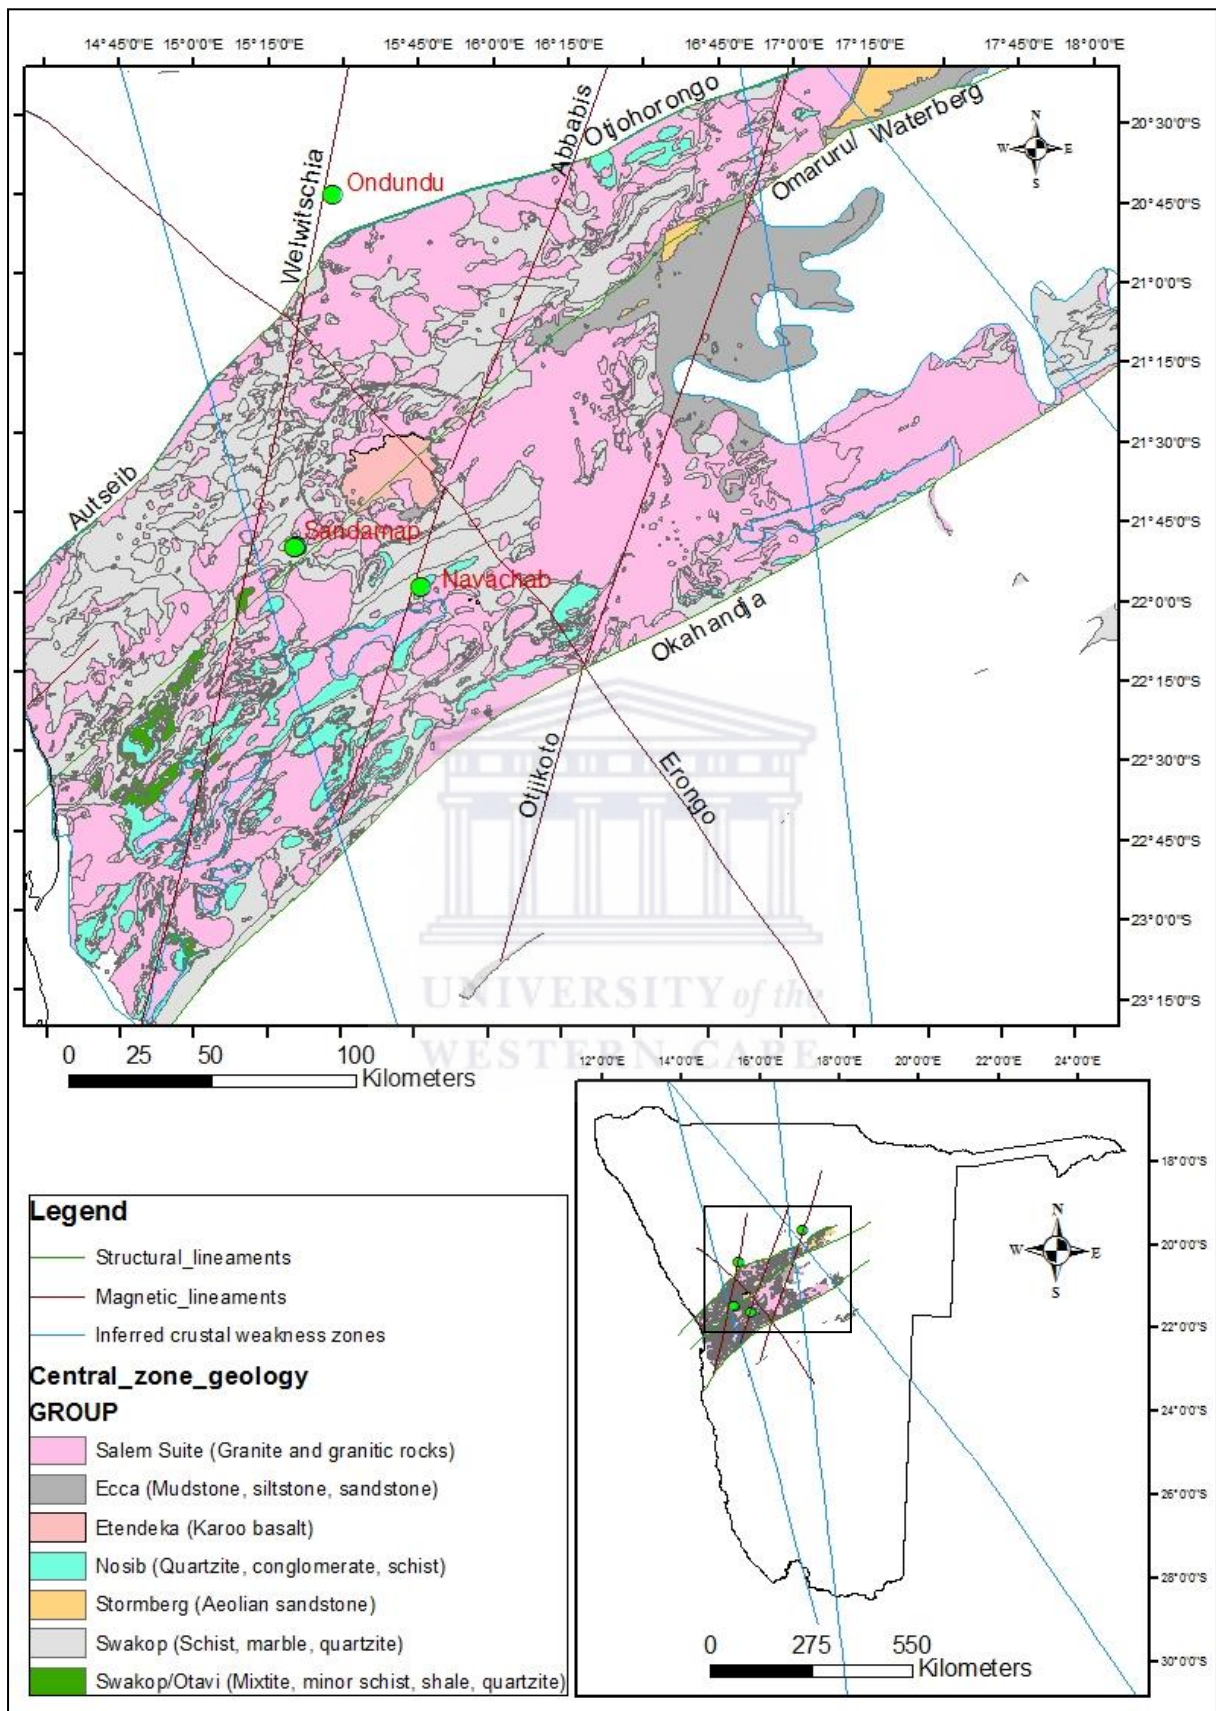 14°45'0"E 15°0'0"E 15°15'0"E 15°45'0"E 16°0'0"E 16°15'0"E 16°45'0"E 17°0'0"E 17°15'0"E 17°45'0"E 18°0'0"E
Otjohorongo
Abbabis
Omaruru/ Waterberg
N
W E
S
20°30'0"S
Welwitschia
Ondundu
20°45'0"S
21°0'0"S
21°15'0"S
21°30'0"S
Autseib
21°45'0"S
Sandamap
Navachab
22°0'0"S
Okahandja
22°15'0"S
22°30'0"S
Otjikoto
Erongo
22°45'0"S
23°0'0"S
UNIVERSITY of the
23°15'0"S
WESTERN CAPE
0 25 50 100
Kilometers
12°0'0"E 14°0'0"E 16°0'0"E 18°0'0"E 20°0'0"E 22°0'0"E 24°0'0"E
18°0'0"S
N
W E
S
20°0'0"S
22°0'0"S
24°0'0"S
26°0'0"S
28°0'0"S
30°0'0"S
0 275 550
Kilometers
Legend
Structural_lineaments
Magnetic_lineaments
Inferred crustal weakness zones
Central_zone_geology
GROUP
Salem Suite (Granite and granitic rocks)
Ecca (Mudstone, siltstone, sandstone)
Etendeka (Karoo basalt)
Nosib (Quartzite, conglomerate, schist)
Stormberg (Aeolian sandstone)
Swakop (Schist, marble, quartzite)
Swakop/Otavi (Mixtite, minor schist, shale, quartzite)